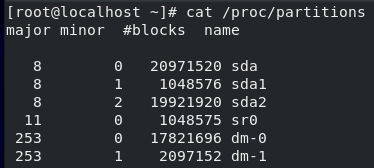 [root@localhost ~]# cat /proc/partitions
major minor  #blocks  name

   8        0   20971520 sda
   8        1    1048576 sda1
   8        2   19921920 sda2
  11        0    1048575 sr0
 253        0   17821696 dm-0
 253        1    2097152 dm-1